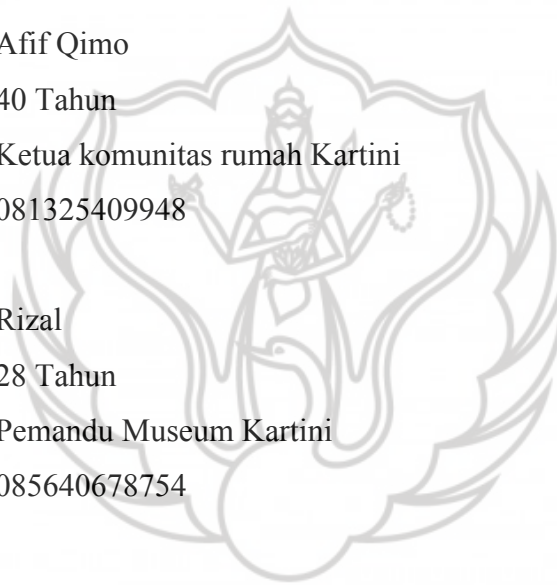 Afif Qimo
40 Tahun
Ketua komunitas rumah Kartini
081325409948
Rizal
28 Tahun
Pemandu Museum Kartini
085640678754